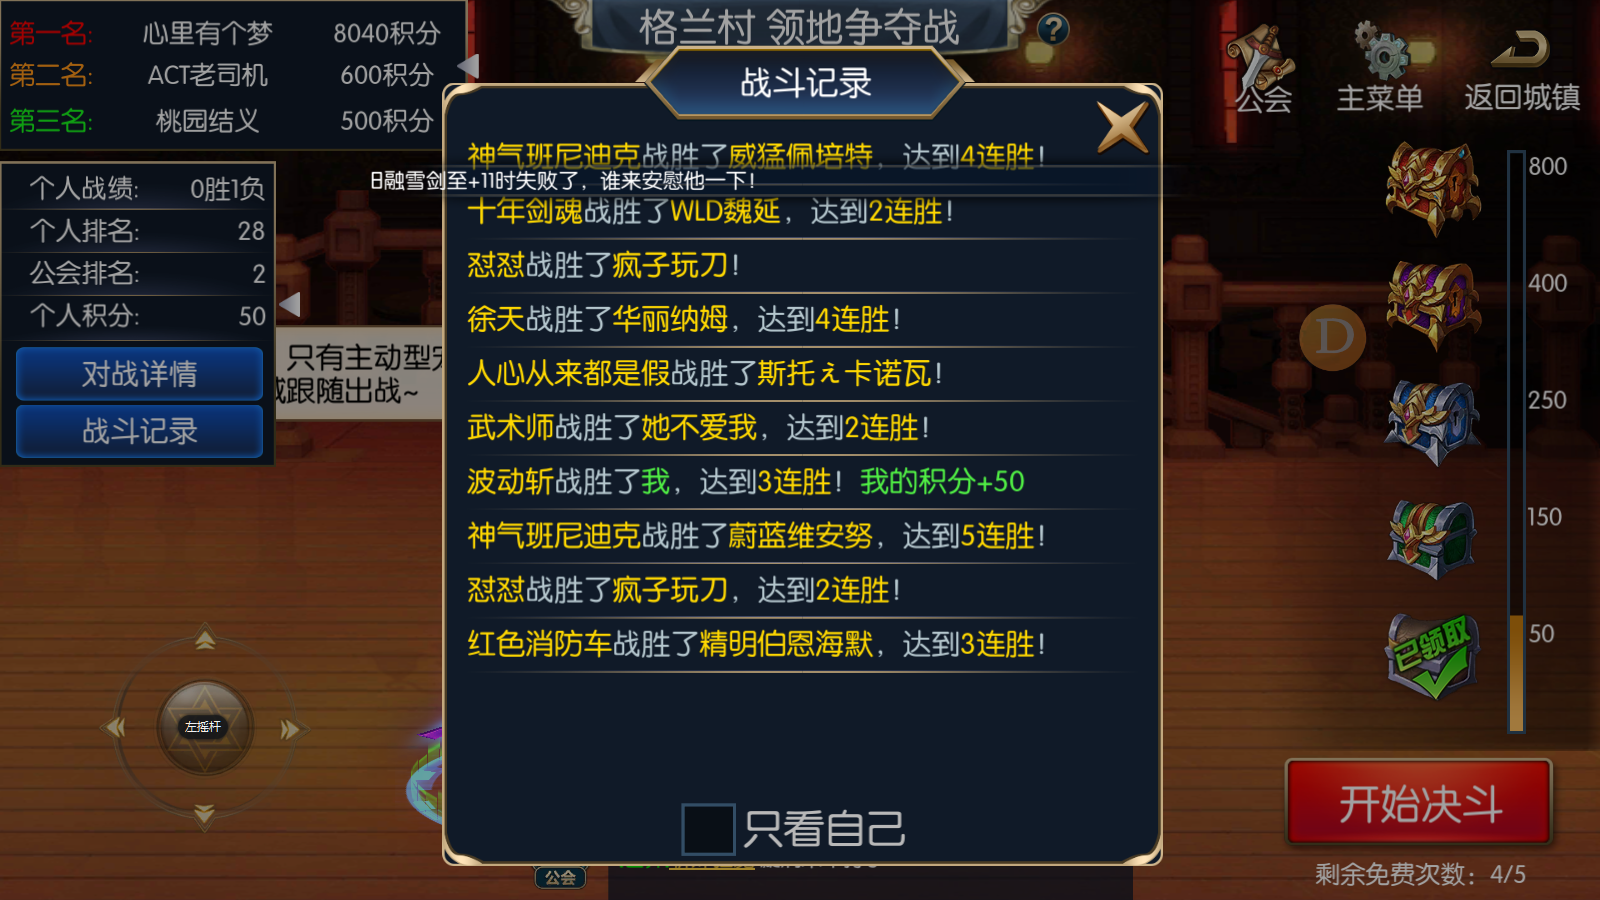 第一名: 心里有个梦 8040积分
第二名: ACT老司机 600积分
第三名: 桃园结义 500积分
格兰村 领地争夺战
?
公会
主菜单
返回城镇
个人战绩: 0胜1负
个人排名: 28
公会排名: 2
个人积分: 50
对战详情
战斗记录
只有主动型
跟随出战~
战斗记录
神气班尼迪克战胜了威猛佩培特，达到4连胜！
融雪剑至+11时失败了，谁来安慰他一下！
十年剑魂战胜了WLD魏延，达到2连胜！
怼怼战胜了疯子玩刀！
徐天战胜了华丽纳姆，达到4连胜！
人心从来都是假战胜了斯托ぇ卡诺瓦！
武术师战胜了她不爱我，达到2连胜！
波动斩战胜了我，达到3连胜！我的积分+50
神气班尼迪克战胜了蔚蓝维安努，达到5连胜！
怼怼战胜了疯子玩刀，达到2连胜！
红色消防车战胜了精明伯恩海默，达到3连胜！
只看自己
800
400
D
250
150
已领取
50
左摇杆
开始决斗
剩余免费次数：4/5
公会